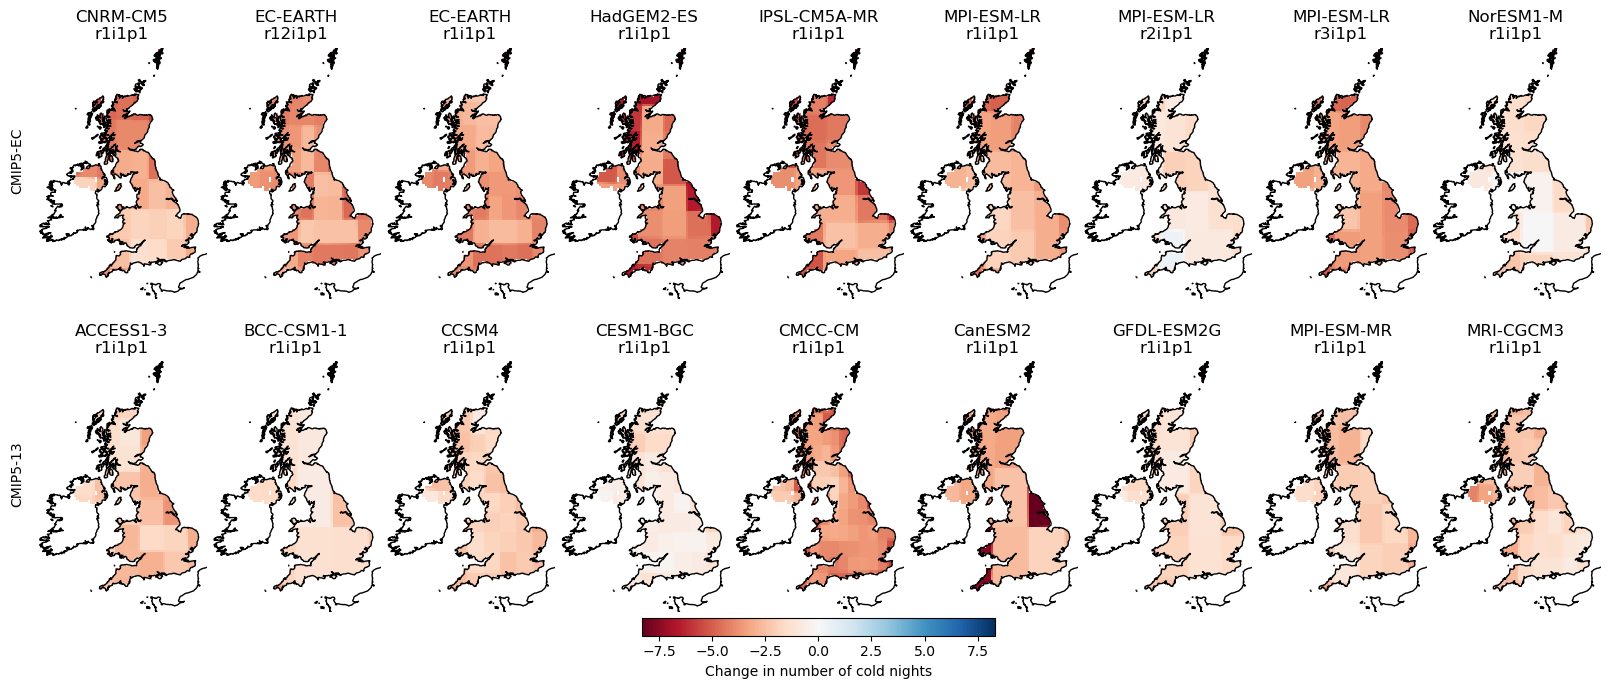 CNRM-CM5 EC-EARTH EC-EARTH HadGEM2-ES IPSL-CM5A-MR MPI-ESM-LR MPI-ESM-LR MPI-ESM-LR NorESM1-M
r1i1p1 r12i1p1 r1i1p1 r1i1p1 r1i1p1 r1i1p1 r2i1p1 r3i1p1 r1i1p1
CMIP5-EC
ACCESS1-3 BCC-CSM1-1 CCSM4 CESM1-BGC CMCC-CM CanESM2 GFDL-ESM2G MPI-ESM-MR MRI-CGCM3
r1i1p1 r1i1p1 r1i1p1 r1i1p1 r1i1p1 r1i1p1 r1i1p1 r1i1p1 r1i1p1
CMIP5-13
−7.5 −5.0 −2.5 0.0 2.5 5.0 7.5
Change in number of cold nights